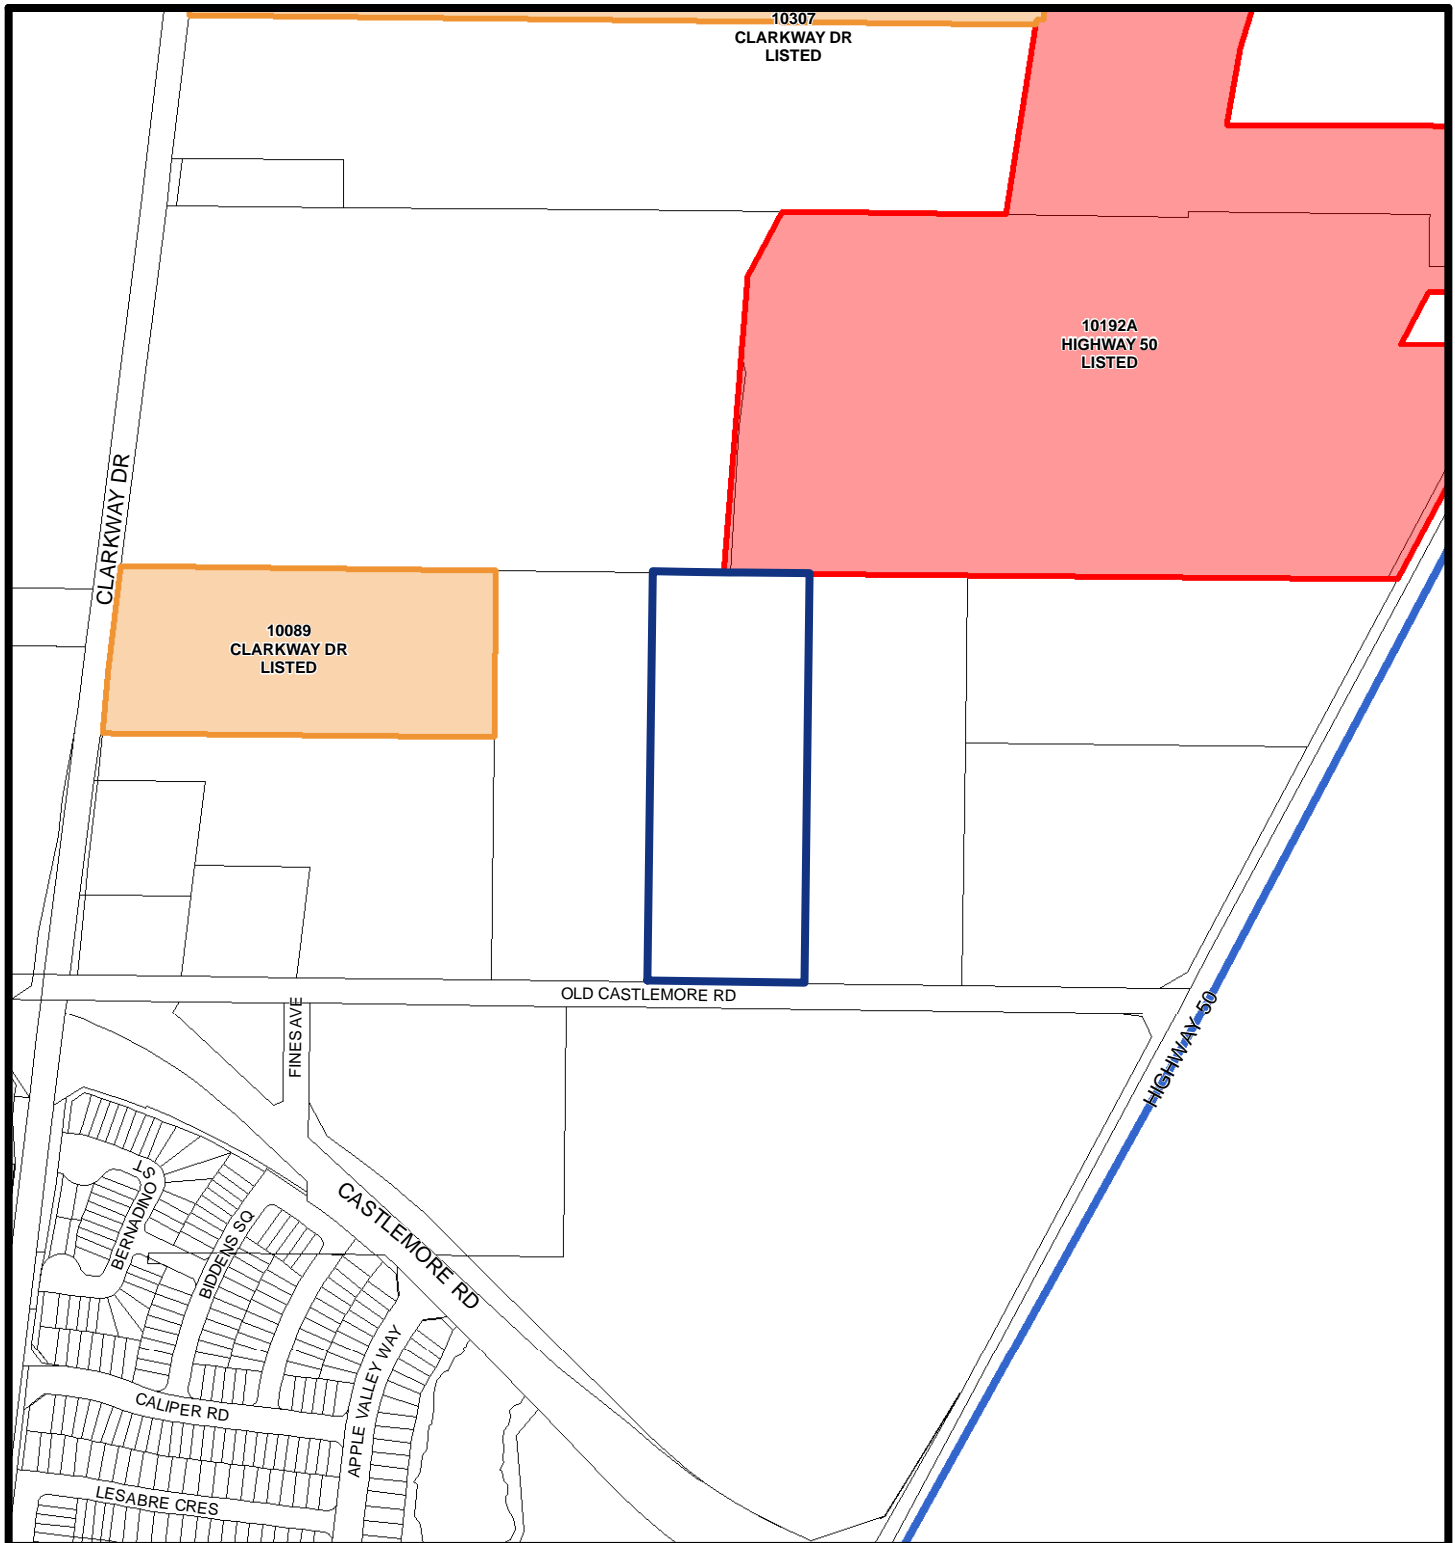 10307
CLARKWAY DR
LISTED
10192A
HIGHWAY 50
LISTED
CLARKWAY DR
10089
CLARKWAY DR
LISTED
OLD CASTLEMORE RD
FINES AVE
HIGHWAY 50
BERNADINO ST
BIDDENS SQ
CASTLEMORE RD
APPLE VALLEY WAY
CALIPER RD
LESABRE CRES